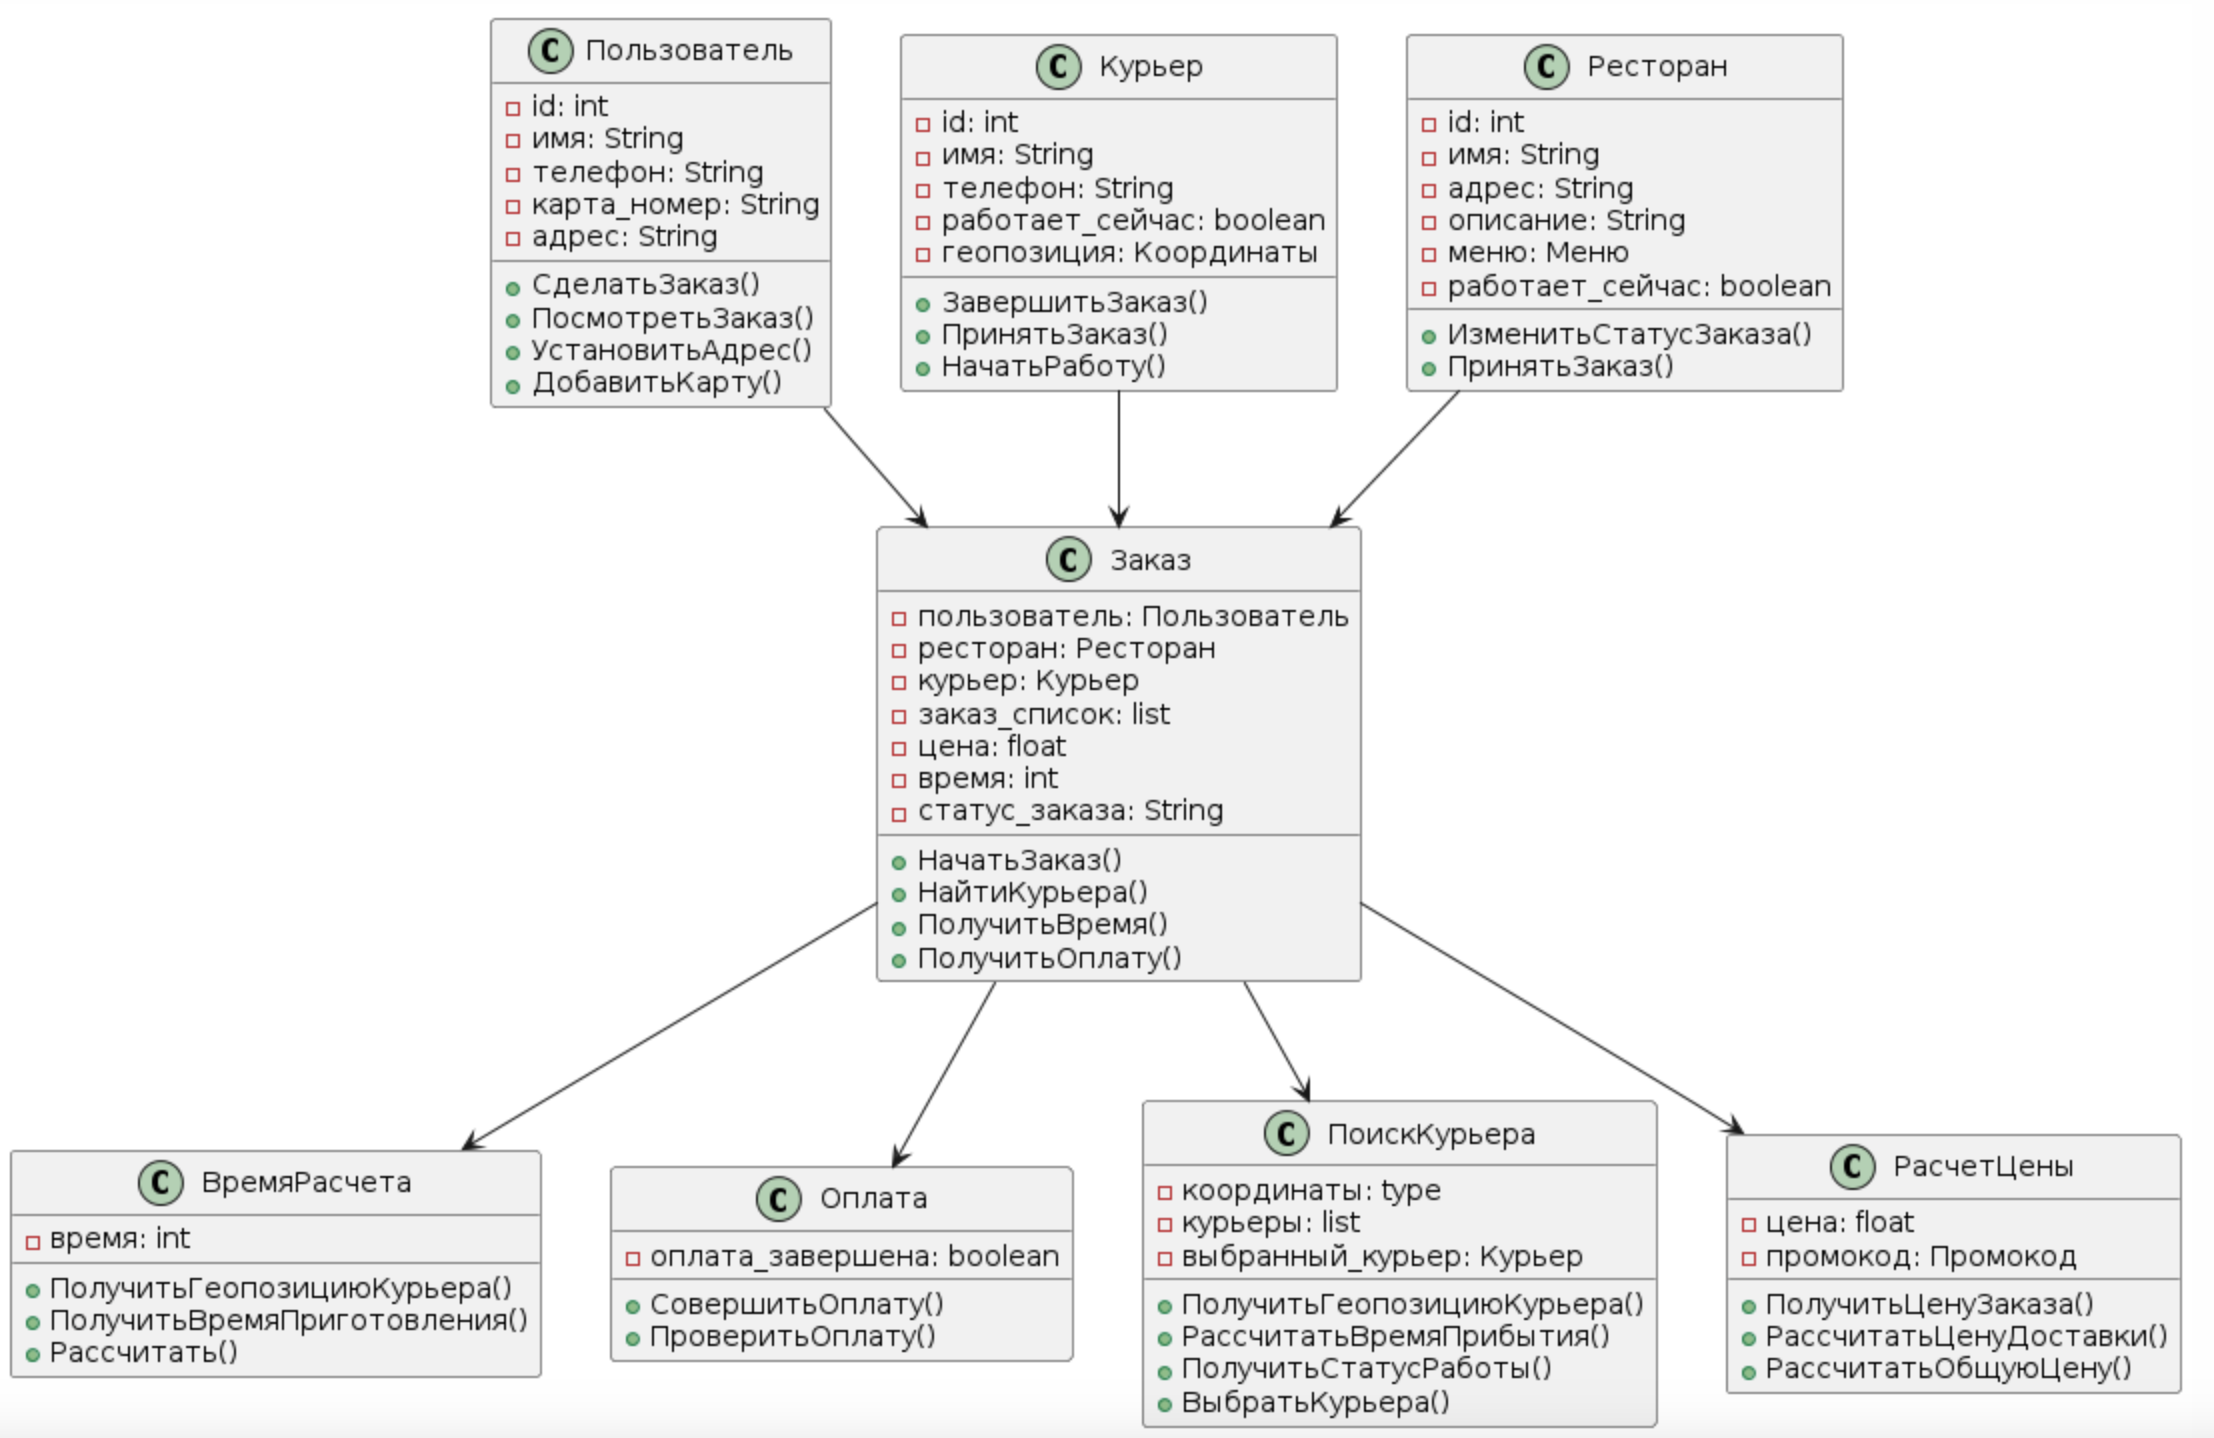 C Пользователь
id: int
имя: String
телефон: String
карта_номер: String
адрес: String
СделатьЗаказ()
ПосмотретьЗаказ()
УстановитьАдрес()
ДобавитьКарту()
C Курьер
id: int
имя: String
телефон: String
работает_сейчас: boolean
геопозиция: Координаты
ЗавершитьЗаказ()
ПринятьЗаказ()
НачатьРаботу()
C Ресторан
id: int
имя: String
адрес: String
описание: String
меню: Меню
работает_сейчас: boolean
ИзменитьСтатусЗаказа()
ПринятьЗаказ()
C Заказ
пользователь: Пользователь
ресторан: Ресторан
курьер: Курьер
заказ_список: list
цена: float
время: int
статус_заказа: String
НачатьЗаказ()
НайтиКурьера()
ПолучитьВремя()
ПолучитьОплату()
C ВремяРасчета
время: int
ПолучитьГеопозициюКурьера()
ПолучитьВремяПриготовления()
Рассчитать()
C Оплата
оплата_завершена: boolean
СовершитьОплату()
ПроверитьОплату()
C ПоискКурьера
координаты: type
курьеры: list
выбранный_курьер: Курьер
ПолучитьГеопозициюКурьера()
РассчитатьВремяПрибытия()
ПолучитьСтатусРаботы()
ВыбратьКурьера()
C РасчетЦены
цена: float
промокод: Промокод
ПолучитьЦенуЗаказа()
РассчитатьЦенуДоставки()
РассчитатьОбщуюЦену()